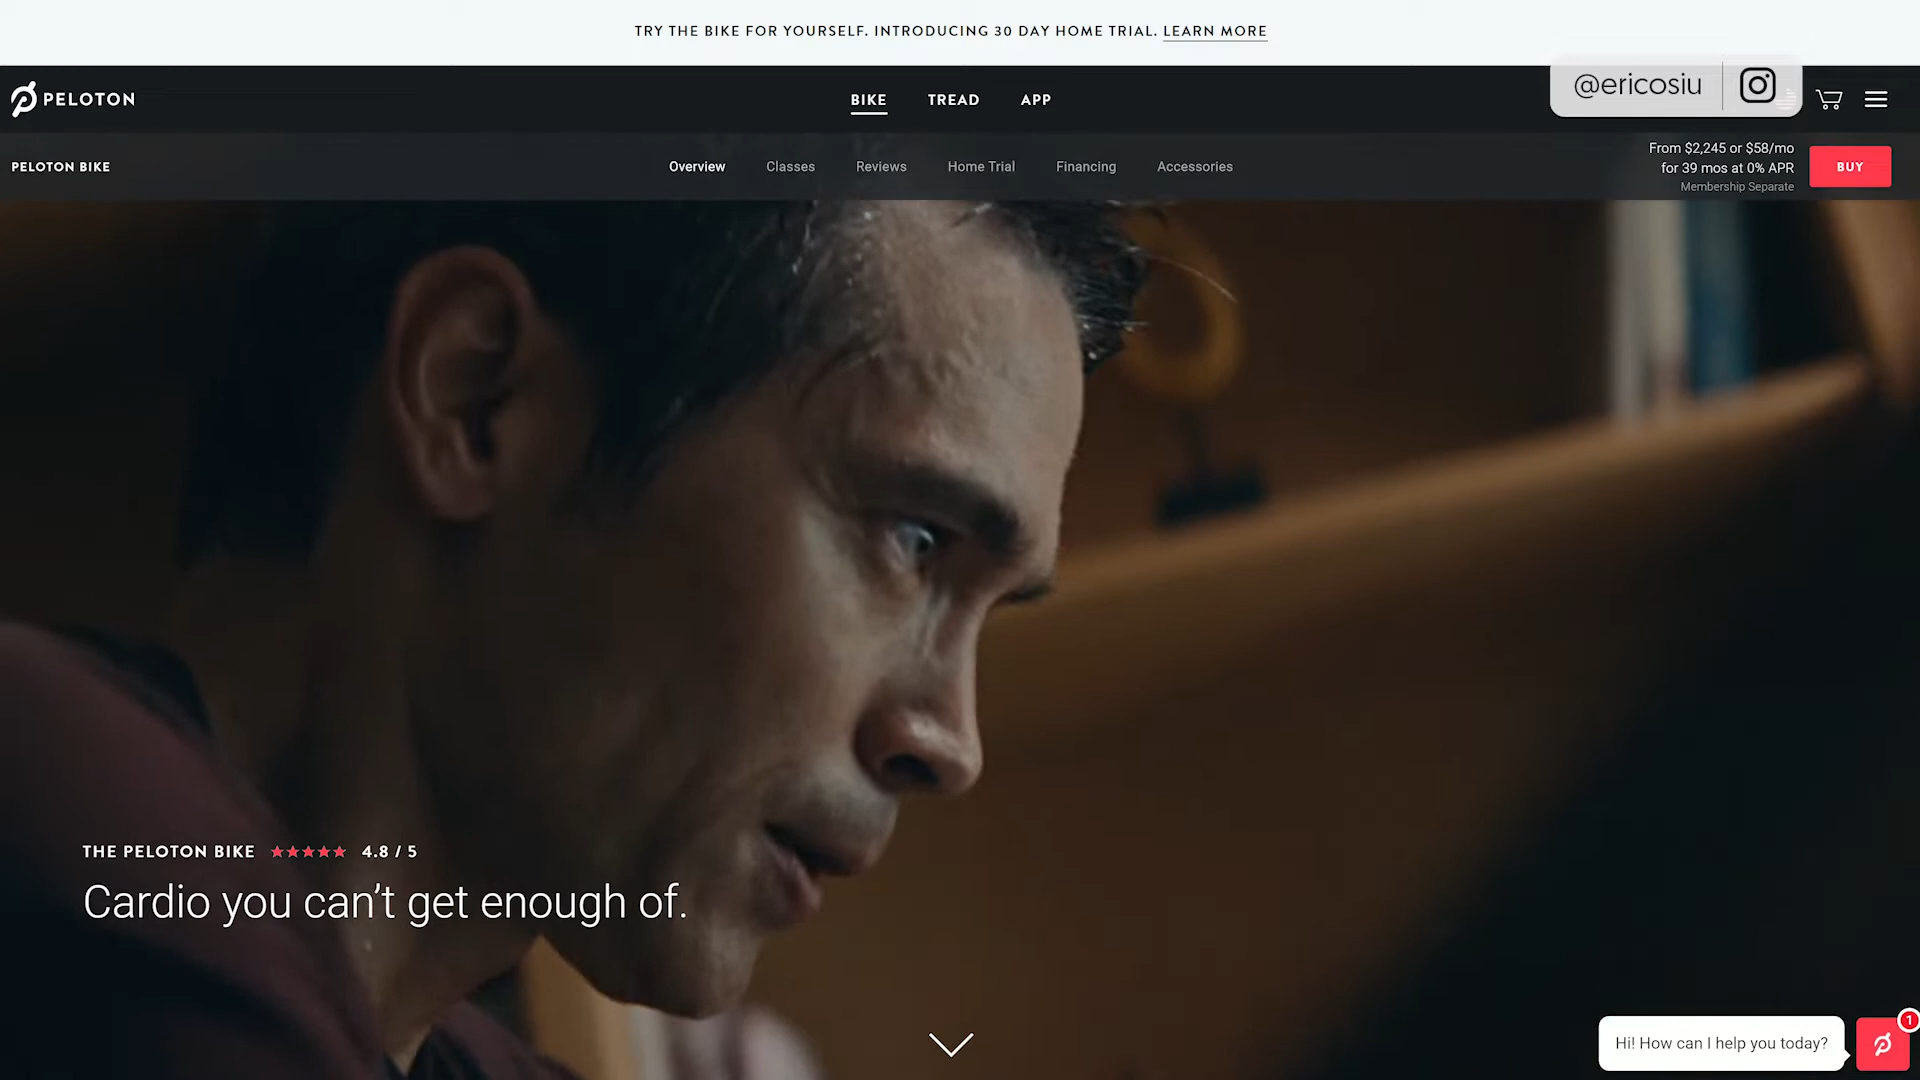 TRY THE BIKE FOR YOURSELF. INTRODUCING 30 DAY HOME TRIAL. LEARN MORE
@ericosiu
PELOTON
BIKE TREAD APP
PELOTON BIKE
Overview Classes Reviews Home Trial Financing Accessories
From $2,245 or $58/mo
for 39 mos at 0% APR
Membership Separate
BUY
THE PELOTON BIKE 4.8 / 5
Cardio you can't get enough of.
Hi! How can I help you today?
1